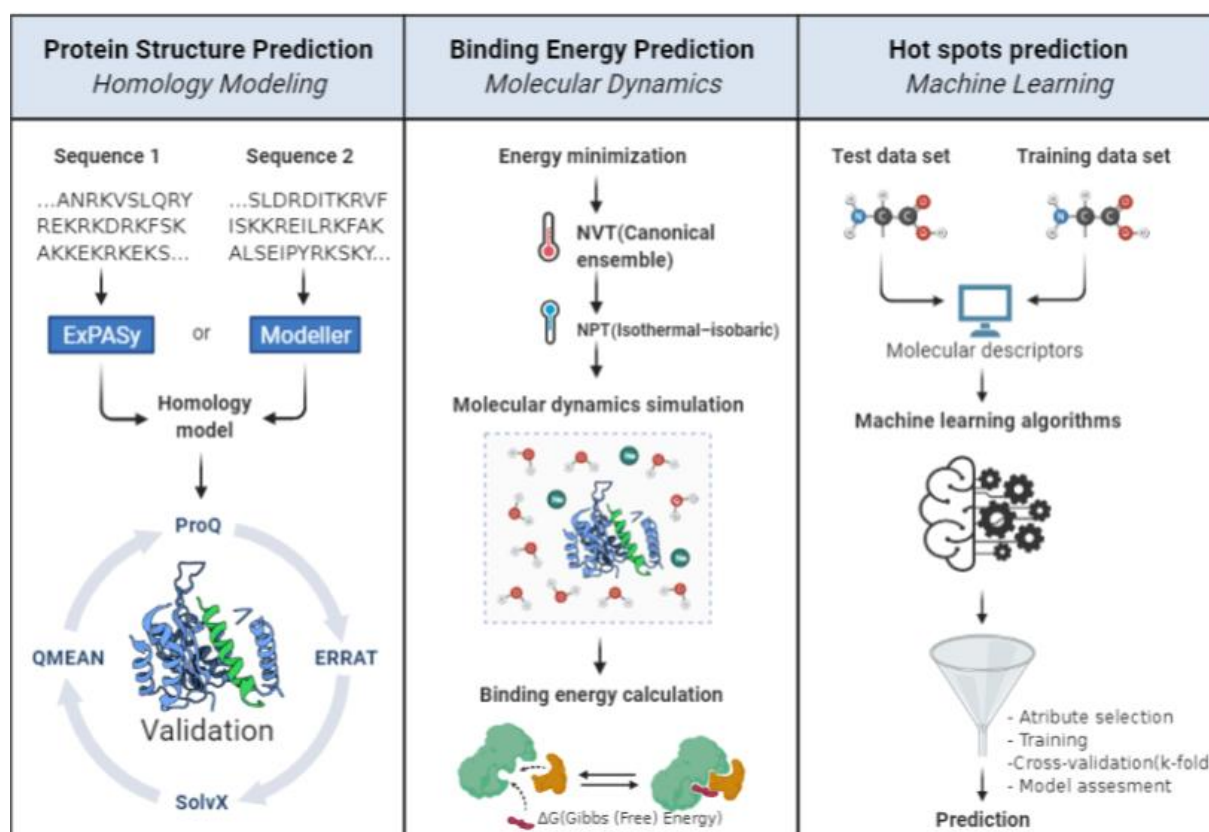 Protein Structure Prediction
Homology Modeling
Sequence 1
...ANRKVSLQRY
REKRKDRKFSK
AKKEKRKEKS...
Sequence 2
...SLDRDITKRVF
ISKKREILRKFAK
ALSEIPYRKSKY...
ExPASy
or
Modeller
Homology
model
ProQ
QMEAN
ERRAT
Validation
SolvX
Binding Energy Prediction
Molecular Dynamics
Energy minimization
NVT(Canonical
ensemble)
NPT(Isothermal–isobaric)
Molecular dynamics simulation
Binding energy calculation
ΔG(Gibbs (Free) Energy)
Hot spots prediction
Machine Learning
Test data set
Training data set
N
C
C
O
O
N
C
C
O
O
Molecular descriptors
Machine learning algorithms
- Atribute selection
- Training
-Cross-validation(k-fold
- Model assesment
Prediction